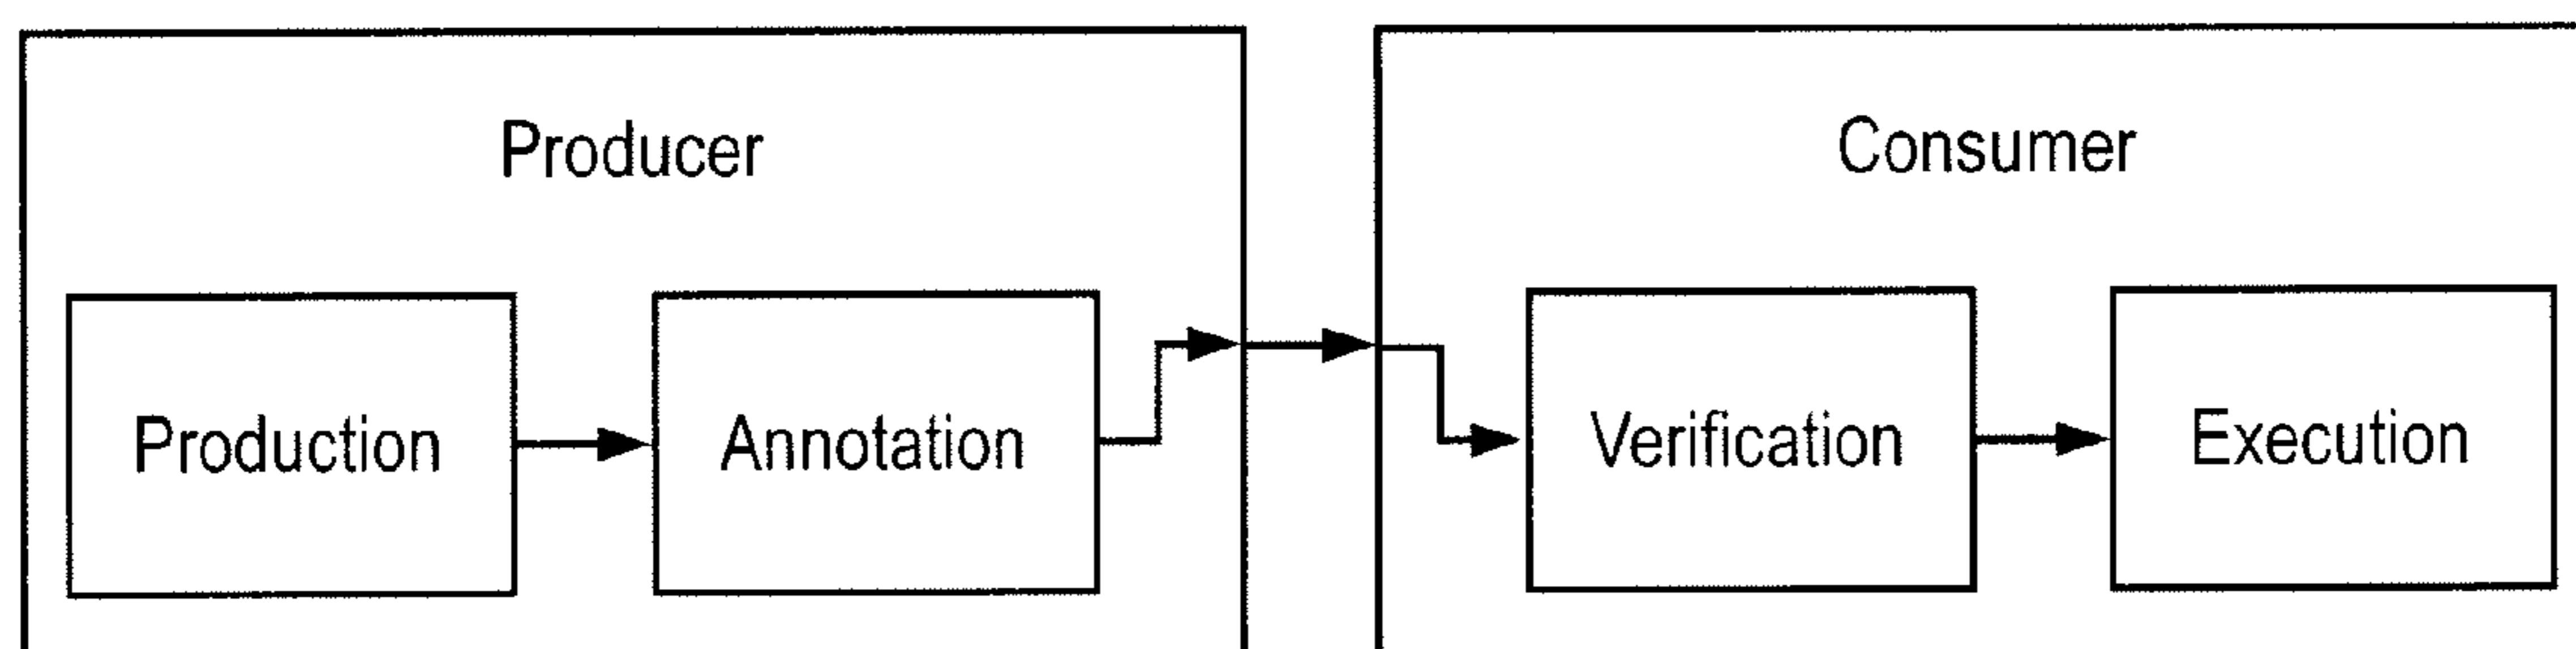 Producer
Consumer
Production
Annotation
Verification
Execution